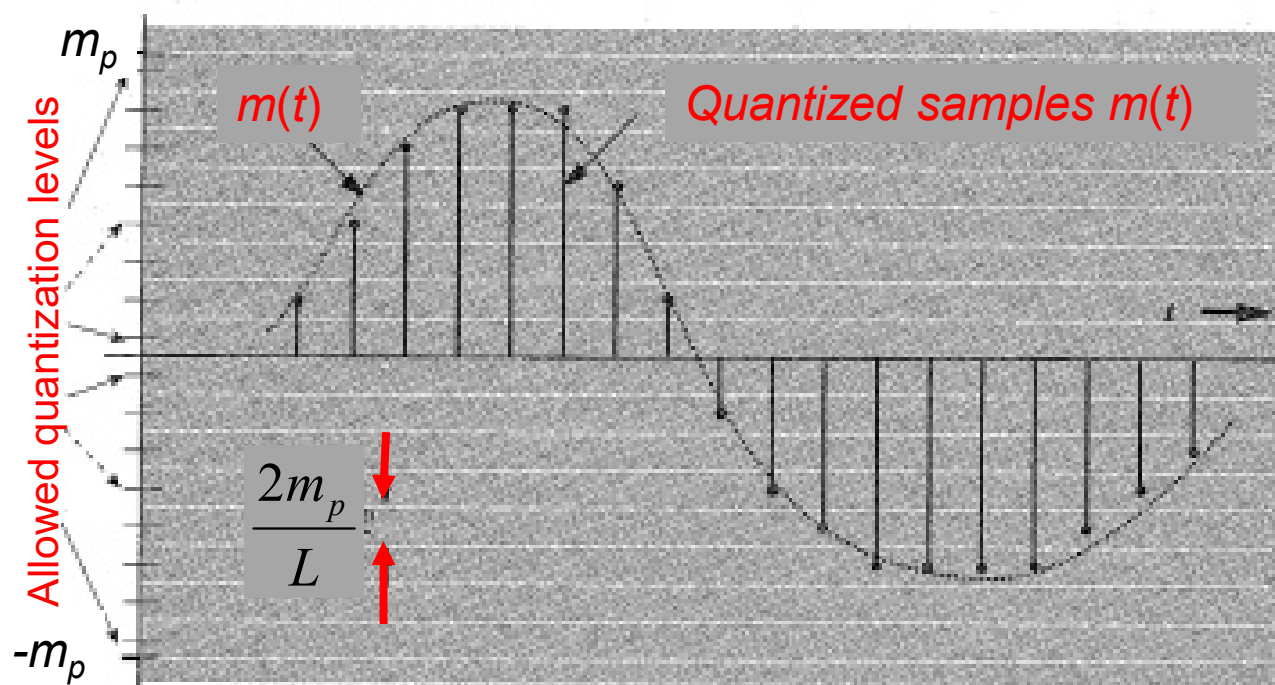 m_p
m(t)
Quantized samples m(t)
Allowed quantization levels
t
2m_p
L
-m_p